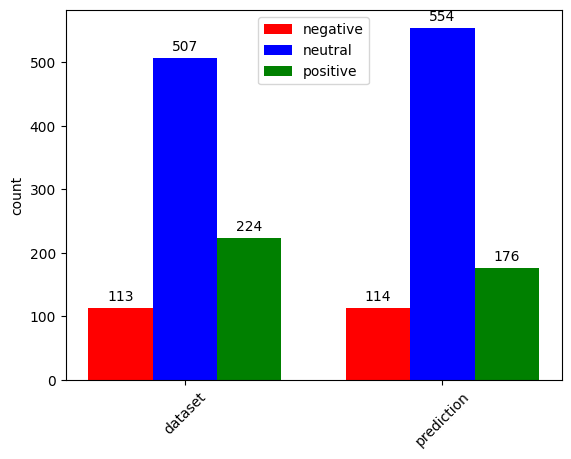 negative
neutral
positive
count
500
400
300
200
100
0
113
507
224
114
554
176
dataset
prediction